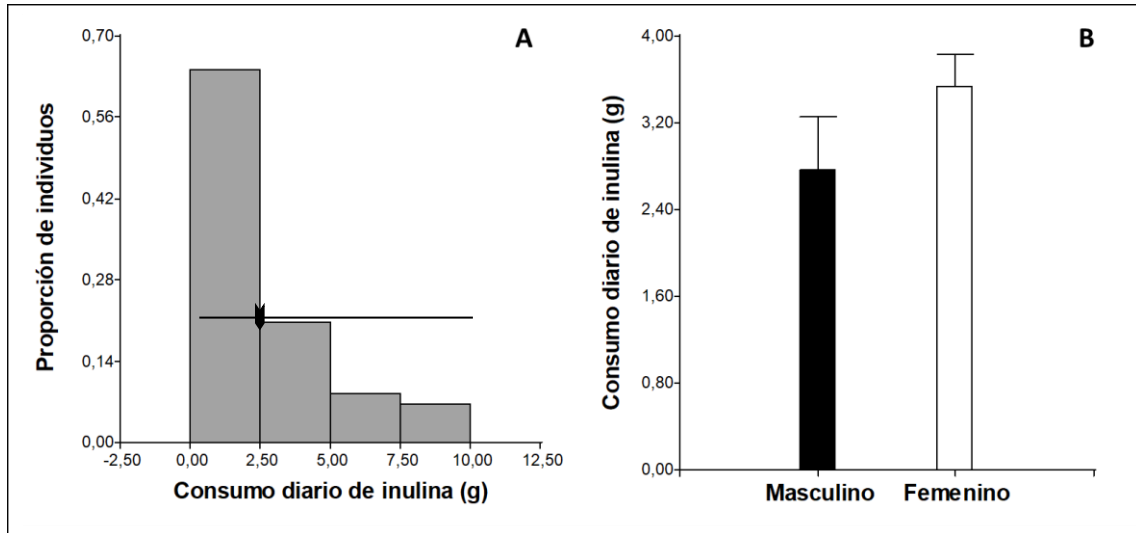 A
Proporción de individuos
0,70
0,56
0,42
0,28
0,14
0,00
-2,50 0,00 2,50 5,00 7,50 10,00 12,50
Consumo diario de inulina (g)
B
Consumo diario de inulina (g)
4,00
3,20
2,40
1,60
0,80
0,00
Masculino Femenino